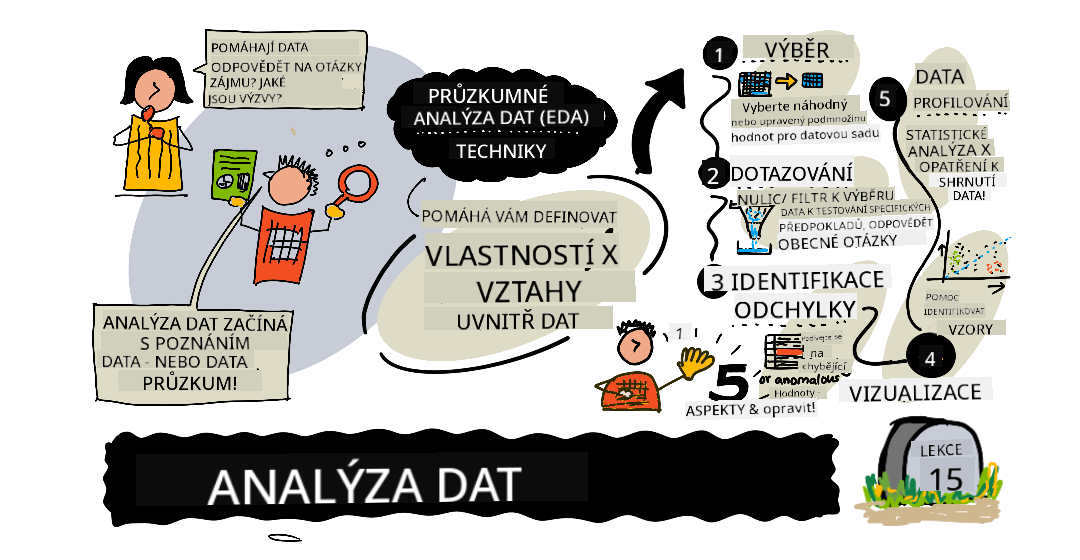 POMÁHAJÍ DATA
ODPOVĚDĚT NA OTÁZKY
ZÁJMU? JAKÉ
JSOU VÝZVY?
ANALÝZA DAT ZAČÍNÁ
S POZNÁNÍM
DATA - NEBO DATA
PRŮZKUM!
PRŮZKUMNÉ
ANALÝZA DAT (EDA)
TECHNIKY
POMÁHÁ VÁM DEFINOVAT
VLASTNOSTÍ X
VZTAHY
UVNITŘ DAT
1 VÝBĚR
Vyberte náhodný
nebo upravený podmnožinu
hodnot pro datovou sadu
2 DOTAZOVÁNÍ
NULIC/ FILTR K VÝBĚRU
DATA K TESTOVÁNÍ SPECIFICKÝCH
PŘEDPOKLADŮ, ODPOVĚDĚT
OBECNÉ OTÁZKY
3 IDENTIFIKACE
ODCHYLKY
1
5
Podívejte se
na
chybějící
or anomalous
Hodnoty -
ASPEKTY & opravit!
4
VIZUALIZACE
POMOC
IDENTIFIKOVAT
VZORY
5
DATA
PROFILOVÁNÍ
STATISTICKÉ
ANALÝZA X
OPATŘENÍ K
SHRNUTÍ
DATA!
ANALÝZA DAT
LEKCE
15